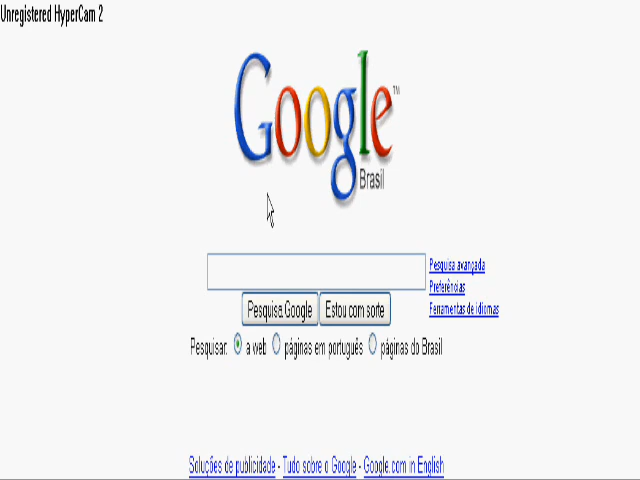 Unregistered HyperCam 2
Google™
Brasil
Pesquisa avançada
Preferências
Ferramentas de idiomas
Pesquisa Google Estou com sorte
Pesquisar: a web páginas em português páginas do Brasil
Soluções de publicidade - Tudo sobre o Google - Google.com in English